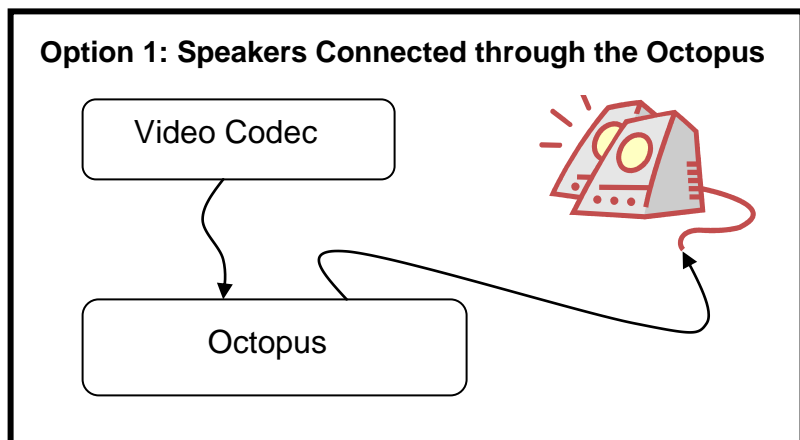 Option 1: Speakers Connected through the Octopus
Video Codec
Octopus